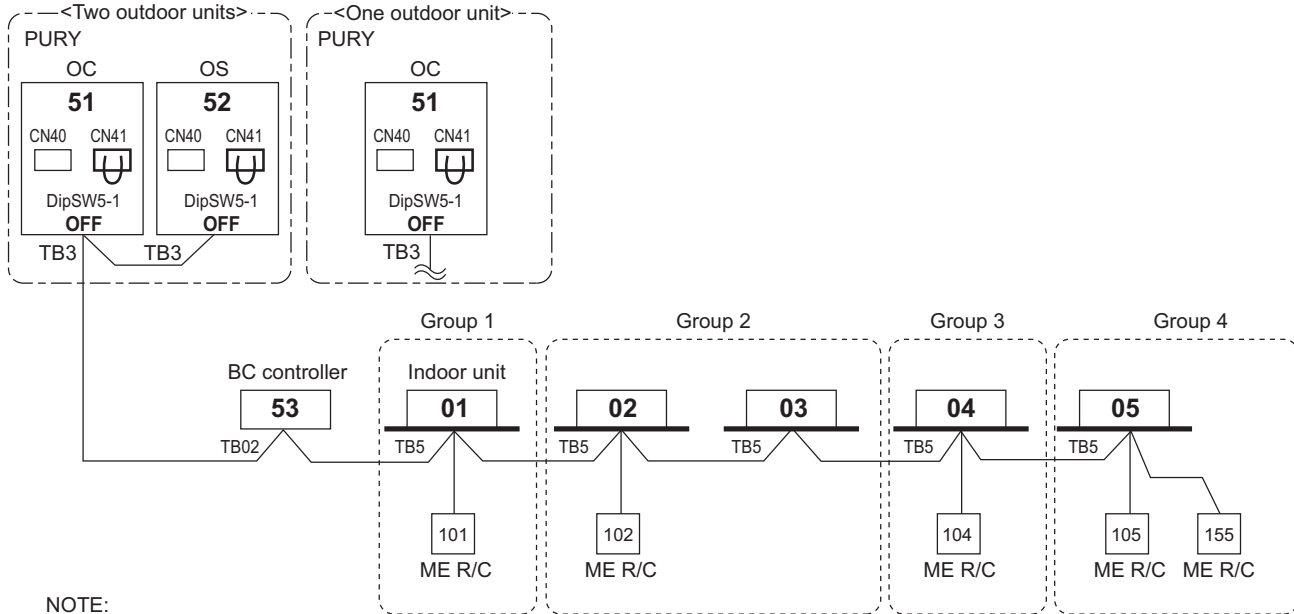 <Two outdoor units> <One outdoor unit>
PURY PURY
OC OS OC
51 52 51
CN40 CN41 CN40 CN41 CN40 CN41
DipSW5-1 DipSW5-1 DipSW5-1
OFF OFF OFF
TB3 TB3 TB3
Group 1 Group 2 Group 3 Group 4
BC controller Indoor unit
53 01 02 03 04 05
TB02 TB5 TB5 TB5 TB5 TB5
101 102 104 105 155
ME R/C ME R/C ME R/C ME R/C ME R/C
NOTE: